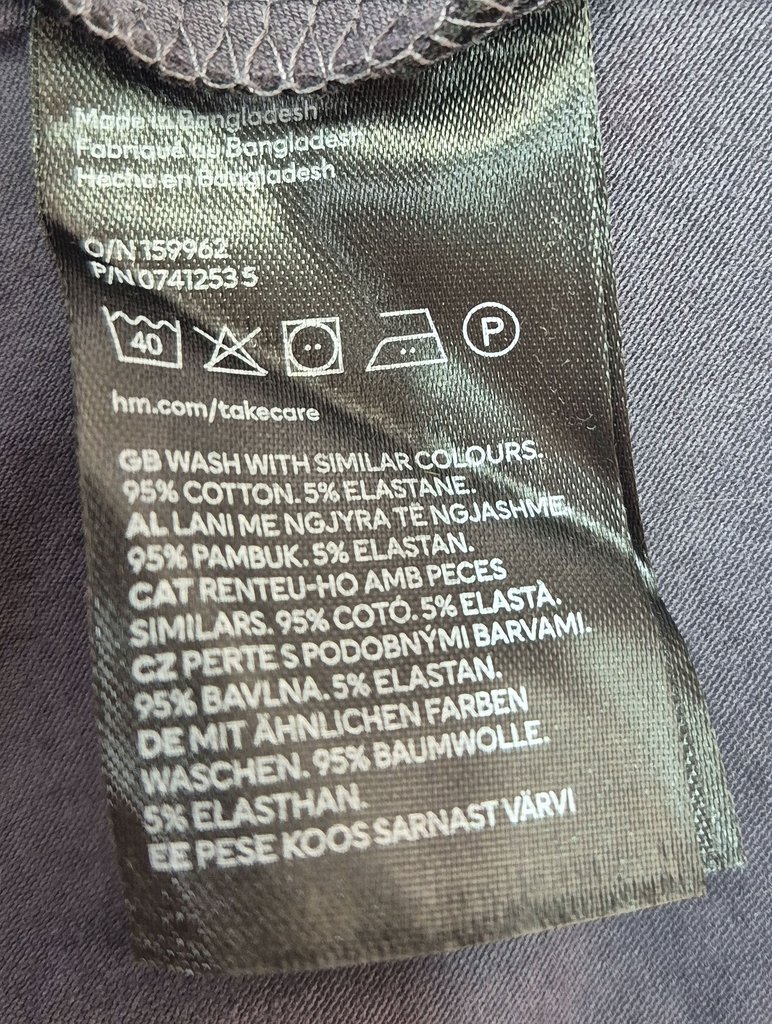 Made in Bangladesh
Fabriqué au Bangladesh
Hecho en Bangladesh
O/N 159962
P/N 0741253 5
40
P
hm.com/takecare
GB WASH WITH SIMILAR COLOURS.
95% COTTON. 5% ELASTANE.
AL LANI ME NGJYRA TË NGJASHME.
95% PAMBUK. 5% ELASTAN.
CAT RENTEU-HO AMB PECES
SIMILARS. 95% COTÓ. 5% ELASTÀ.
CZ PERTE S PODOBNÝMI BARVAMI.
95% BAVLNA. 5% ELASTAN.
DE MIT ÄHNLICHEN FARBEN
WASCHEN. 95% BAUMWOLLE.
5% ELASTHAN.
EE PESE KOOS SARNAST VÄRVI